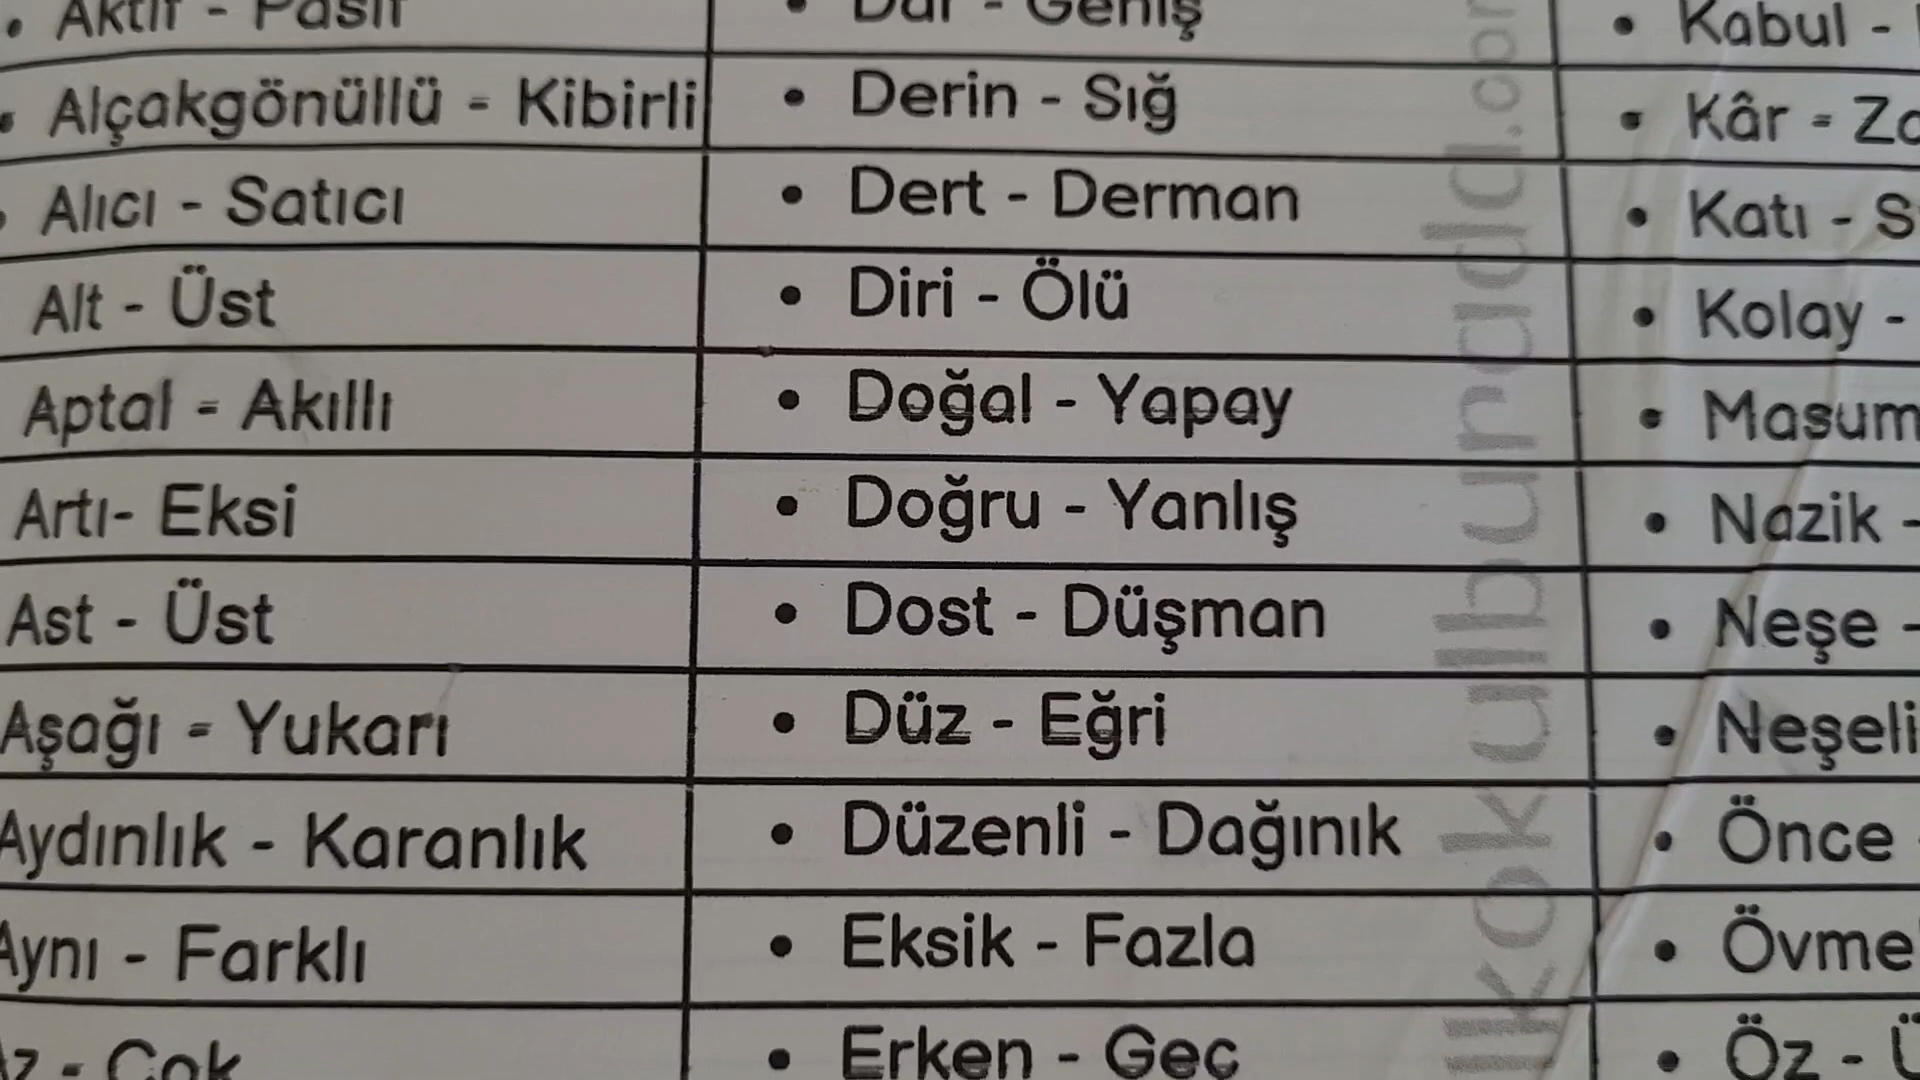 Aktif - Pasif
Alçakgönüllü - Kibirli
Alıcı - Satıcı
Alt - Üst
Aptal - Akıllı
Artı- Eksi
Ast - Üst
Aşağı - Yukarı
Aydınlık - Karanlık
Aynı - Farklı
Az - Çok
Dar - Geniş
Derin - Sığ
Dert - Derman
Diri - Ölü
Doğal - Yapay
Doğru - Yanlış
Dost - Düşman
Düz - Eğri
Düzenli - Dağınık
Eksik - Fazla
Erken - Geç
Kabul -
Kâr -
Katı -
Kolay -
Masum
Nazik -
Neşe -
Neşeli
Önce
Övme
Öz -
ilkokulburada.com